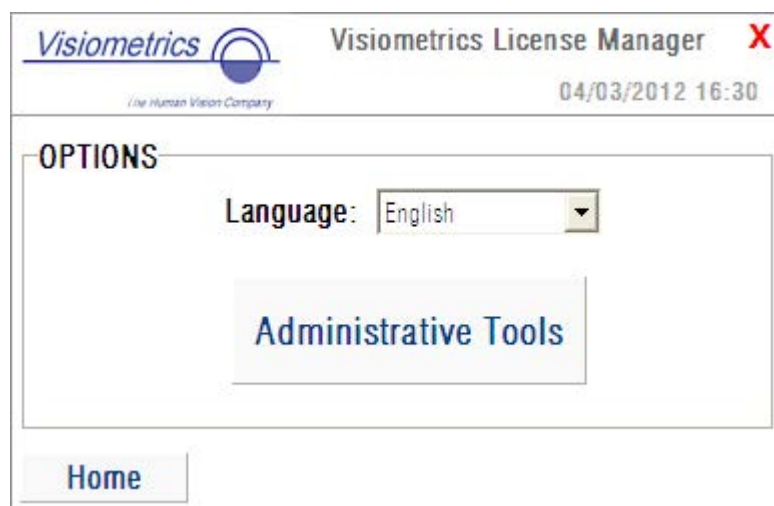 Visiometrics
Visiometrics License Manager
X
The Human Vision Company
04/03/2012 16:30
OPTIONS
Language: English
Administrative Tools
Home